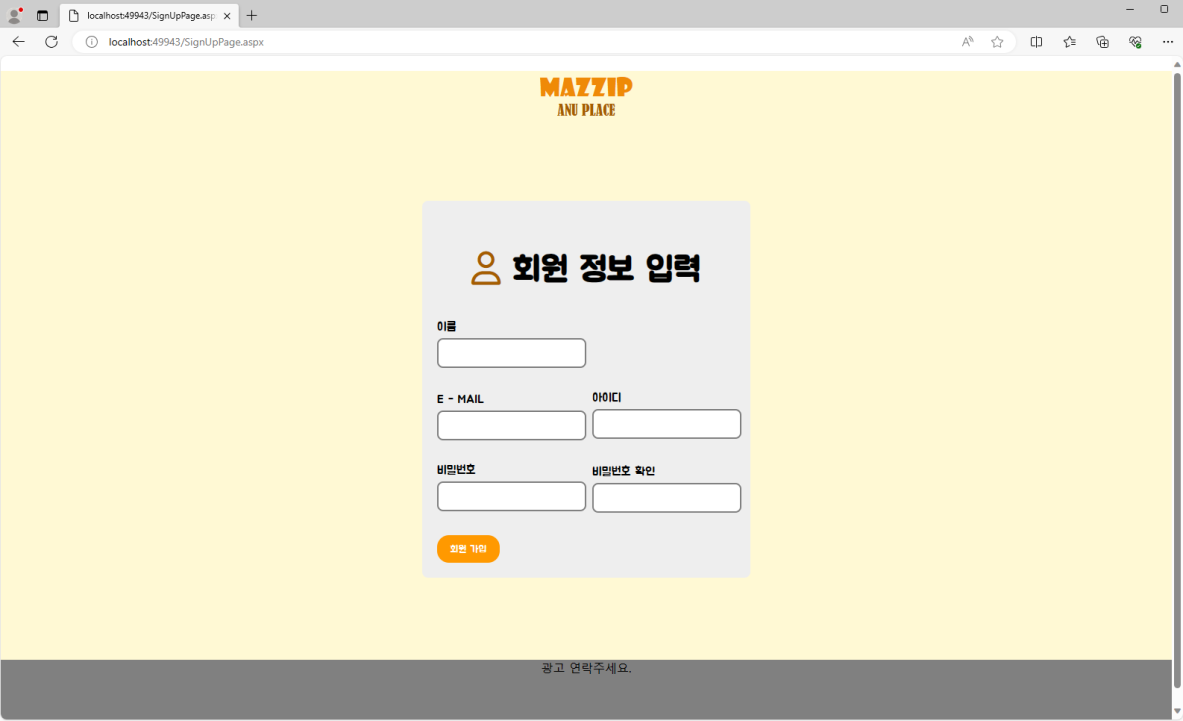 localhost:49943/SignUpPage.asp
localhost:49943/SignUpPage.aspx
MAZZIP
ANU PLACE
회원 정보 입력
이름
E - MAIL
아이디
비밀번호
비밀번호 확인
회원 가입
광고 연락주세요.